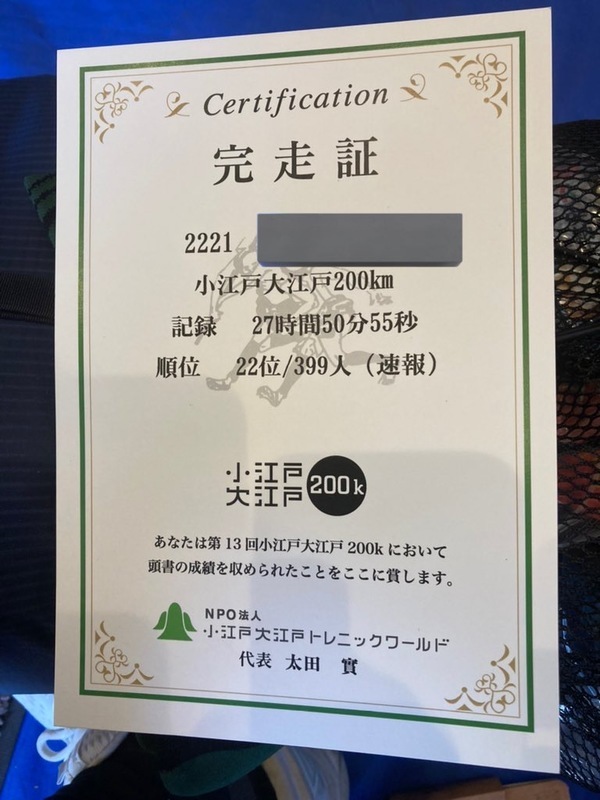 Certification
完走証
2221
小江戸大江戸200km
記録 27時間50分55秒
順位 22位/399人（速報）
小江戸
大江戸
200k
あなたは第13回小江戸大江戸200kにおいて
頭書の成績を収められたことをここに賞します。
NPO法人
小江戸大江戸トレニックワールド
代表 太田 實